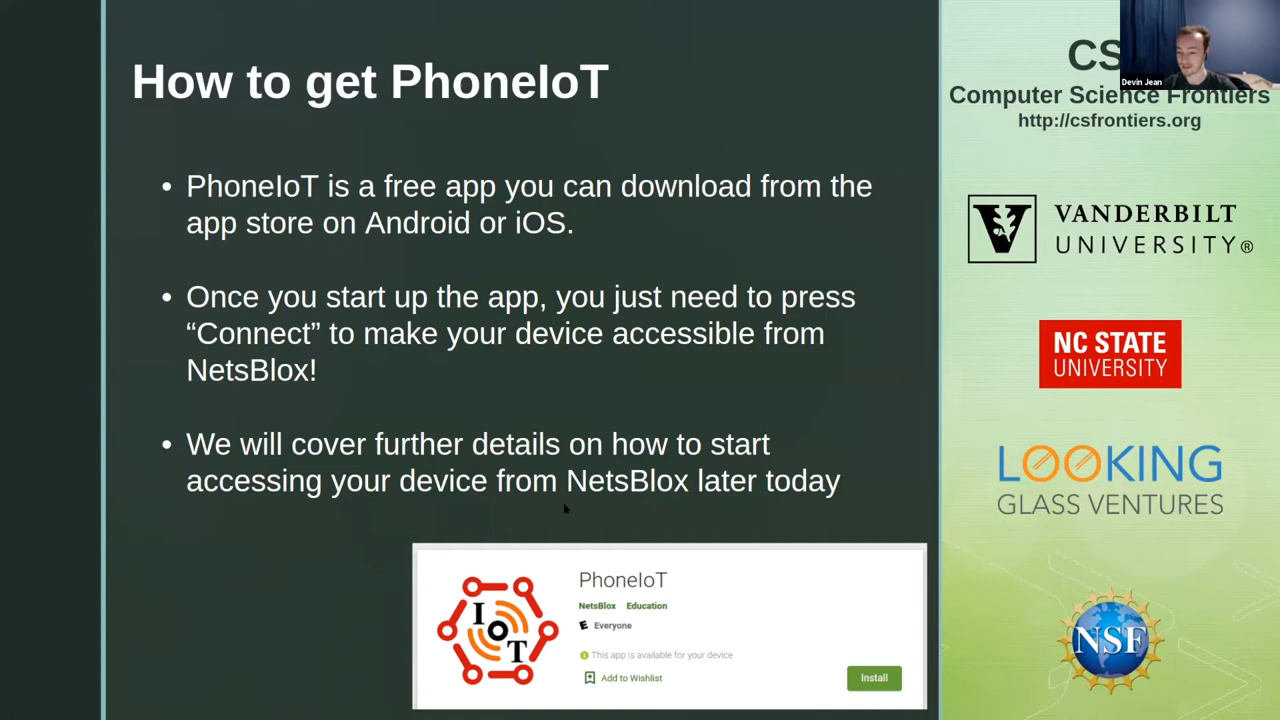 How to get PhoneIoT
• PhoneIoT is a free app you can download from the
app store on Android or iOS.
• Once you start up the app, you just need to press
“Connect” to make your device accessible from
NetsBlox!
• We will cover further details on how to start
accessing your device from NetsBlox later today
I
O
T
PhoneIoT
NetsBlox Education
E Everyone
This app is available for your device
Add to Wishlist
Install
CS
Devin Jean
Computer Science Frontiers
http://csfrontiers.org
V
VANDERBILT
UNIVERSITY®
NC STATE
UNIVERSITY
LOOKING
GLASS VENTURES
NSF